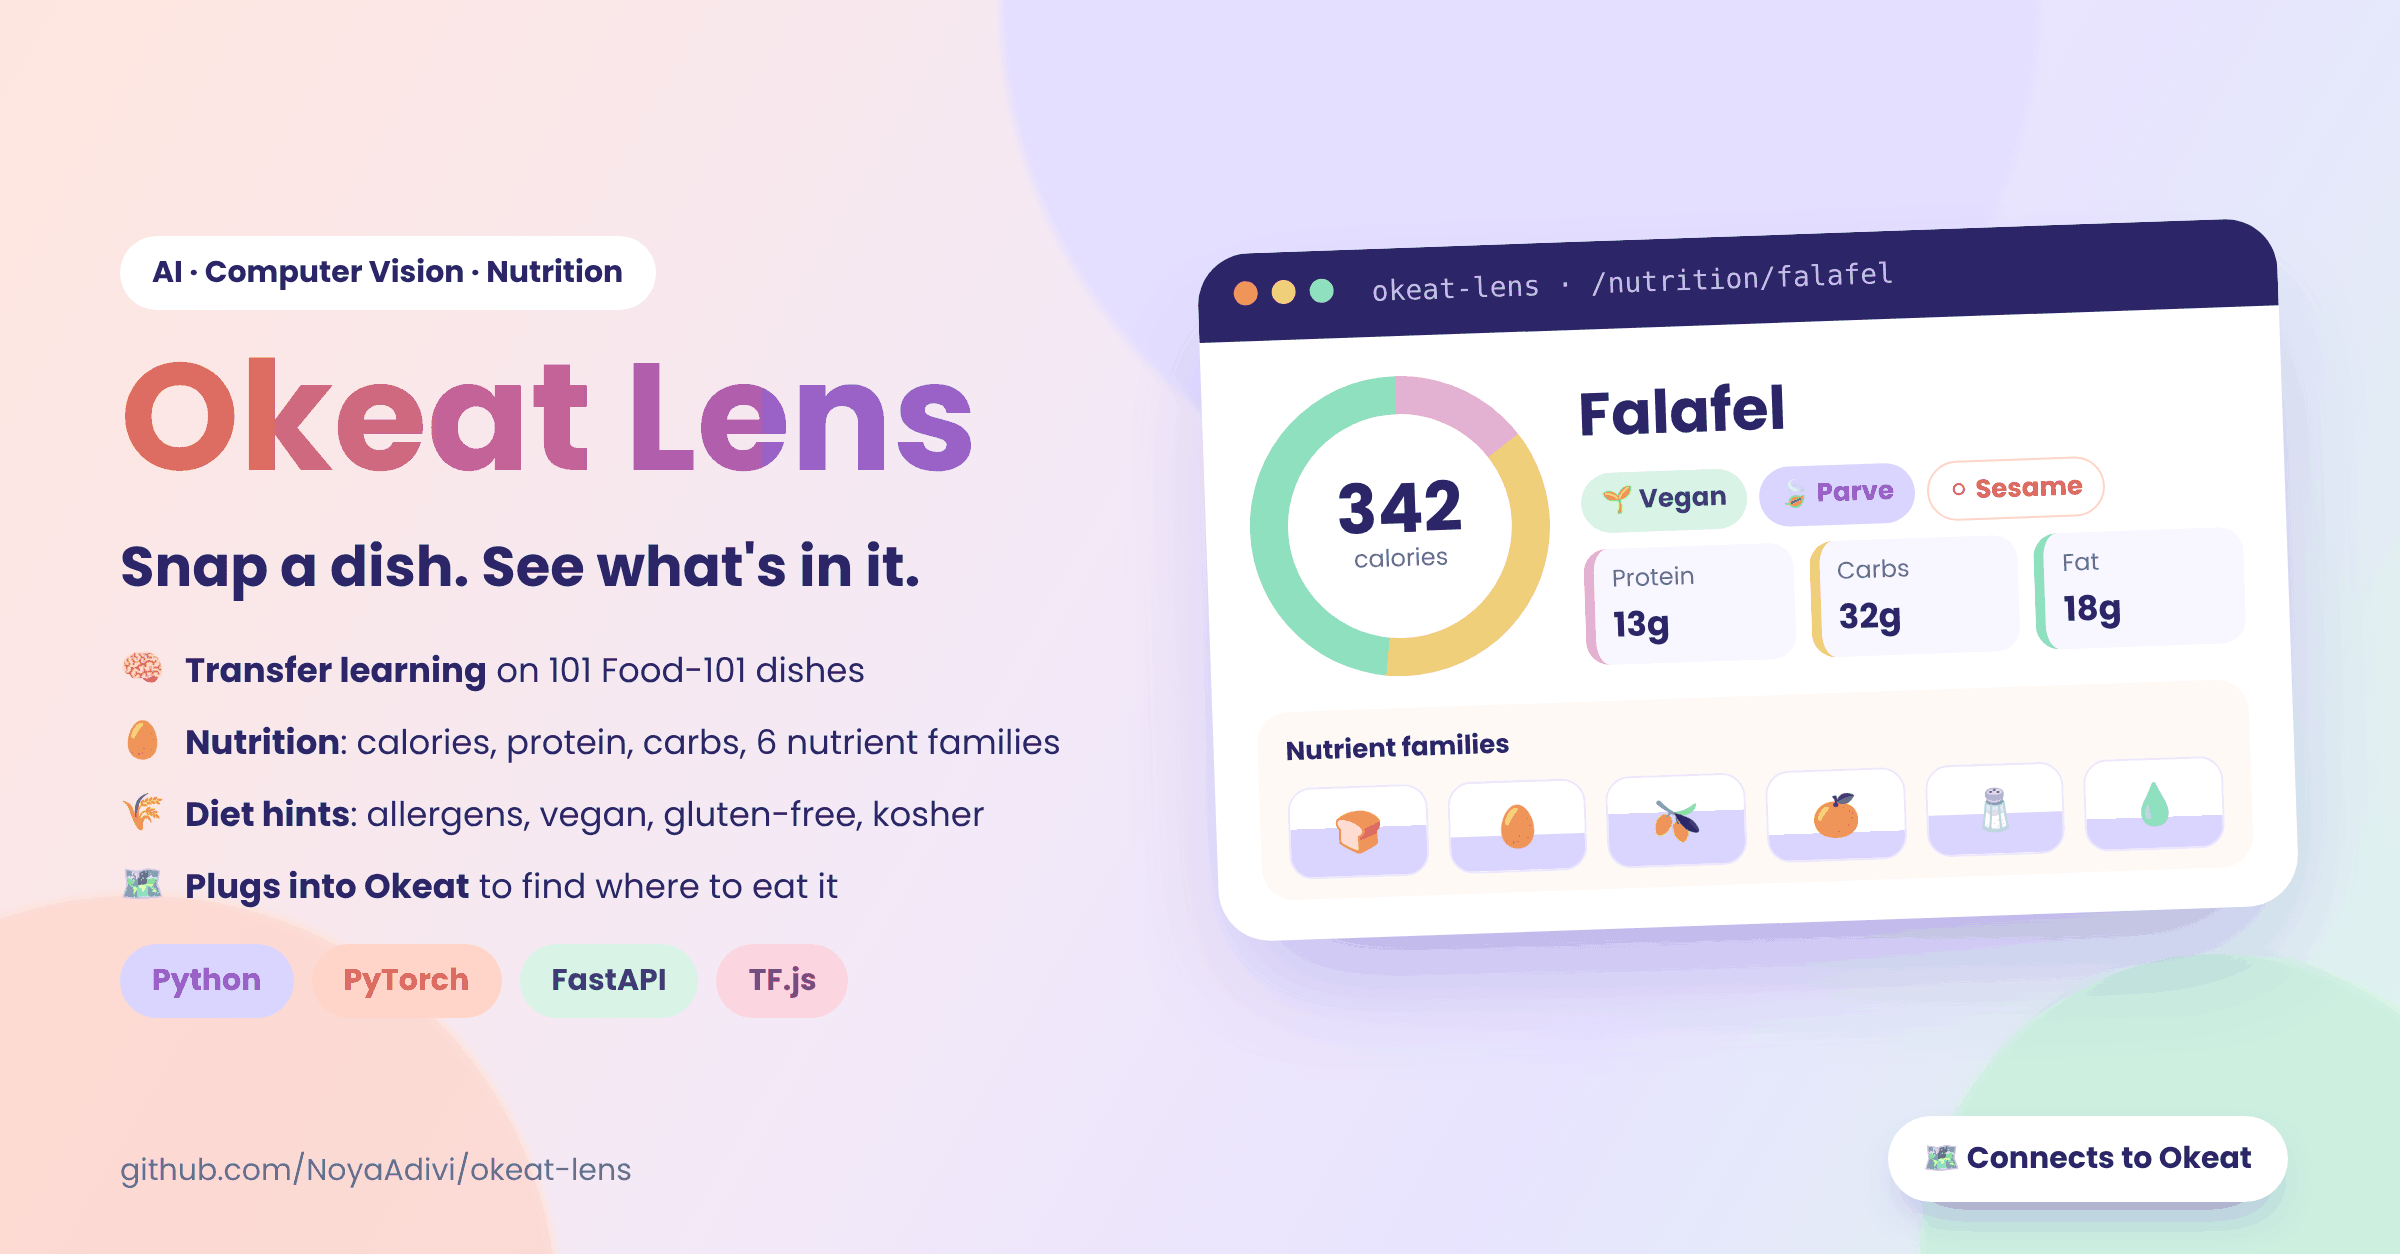 AI · Computer Vision · Nutrition
Okeat Lens
Snap a dish. See what's in it.
Transfer learning on 101 Food-101 dishes
Nutrition: calories, protein, carbs, 6 nutrient families
Diet hints: allergens, vegan, gluten-free, kosher
Plugs into Okeat to find where to eat it
Python PyTorch FastAPI TF.js
github.com/NoyaAdivi/okeat-lens
okeat-lens · /nutrition/falafel
342
calories
Falafel
Vegan Parve Sesame
Protein Carbs Fat
13g 32g 18g
Nutrient families
Connects to Okeat